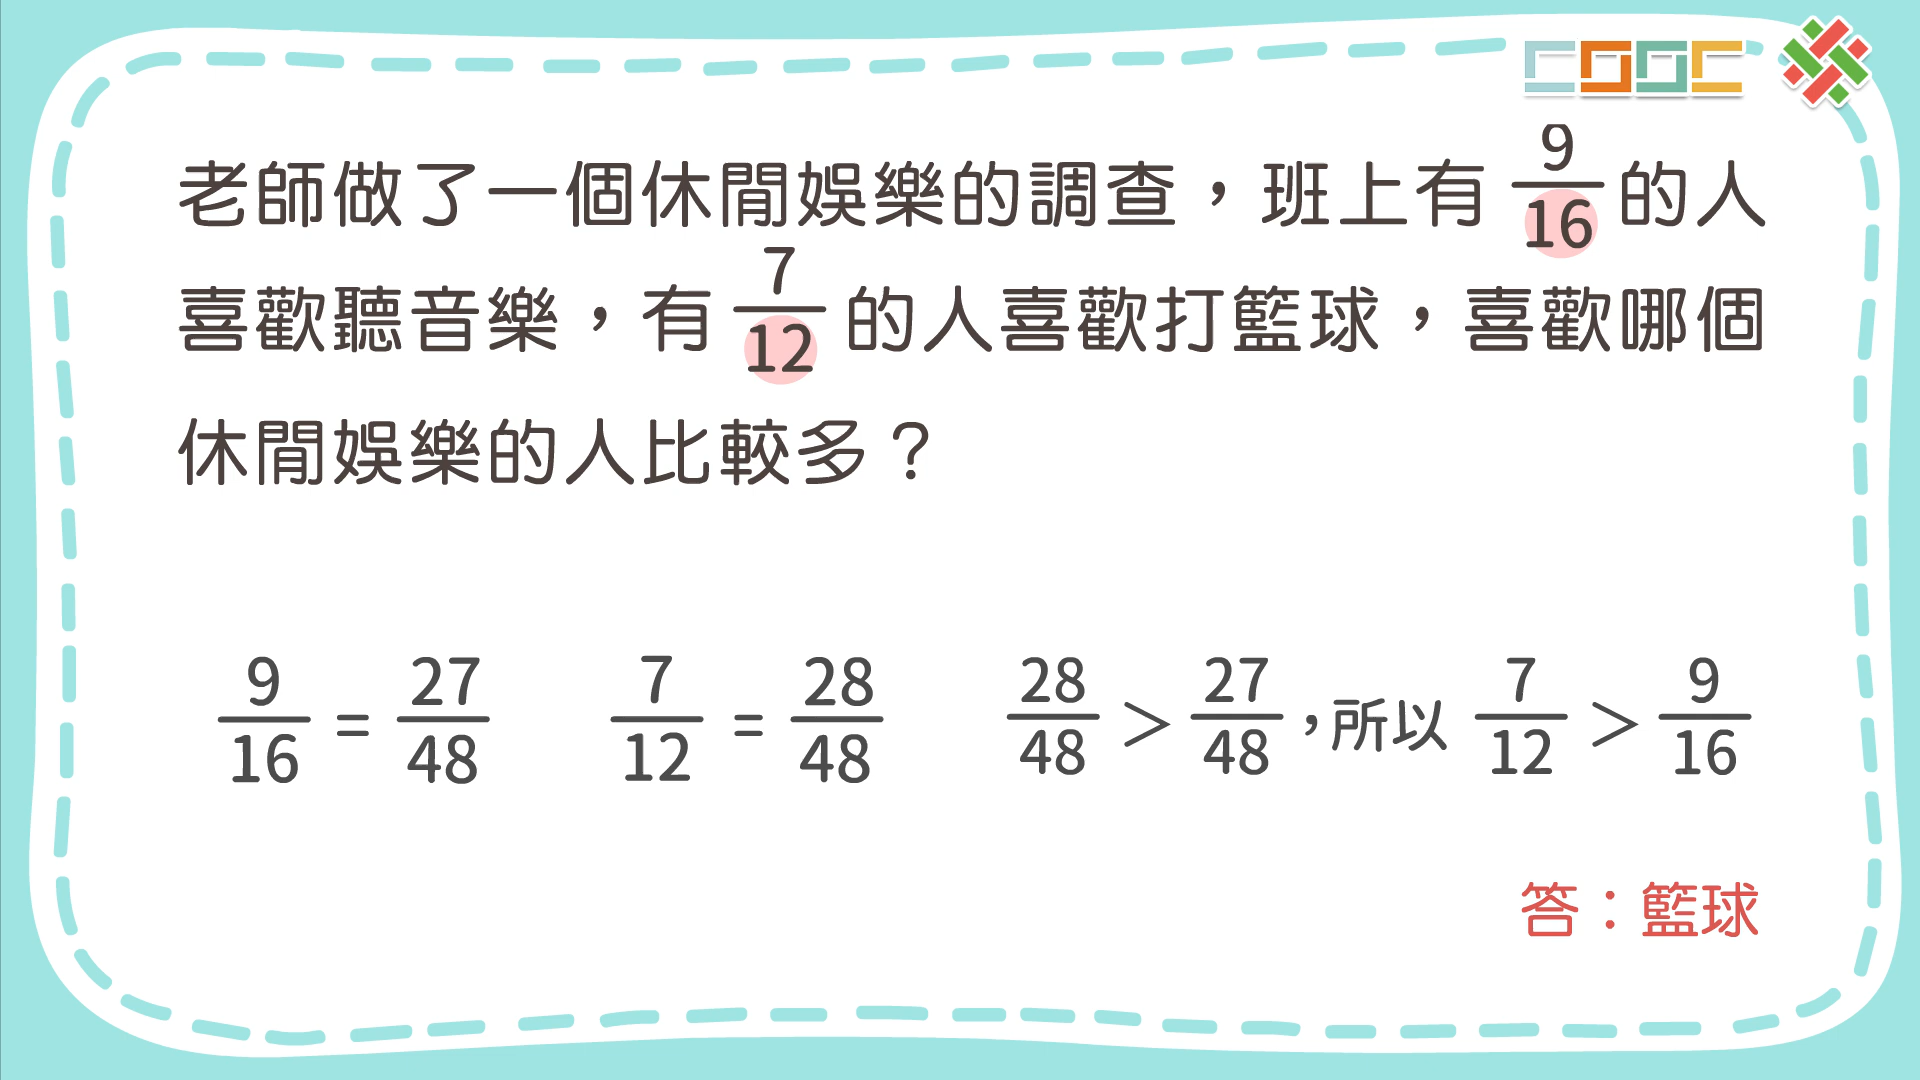 老師做了一個休閒娛樂的調查，班上有 9/16 的人
喜歡聽音樂，有 7/12 的人喜歡打籃球，喜歡哪個
休閒娛樂的人比較多？
9/16 = 27/48 7/12 = 28/48 28/48 > 27/48，所以 7/12 > 9/16
答：籃球